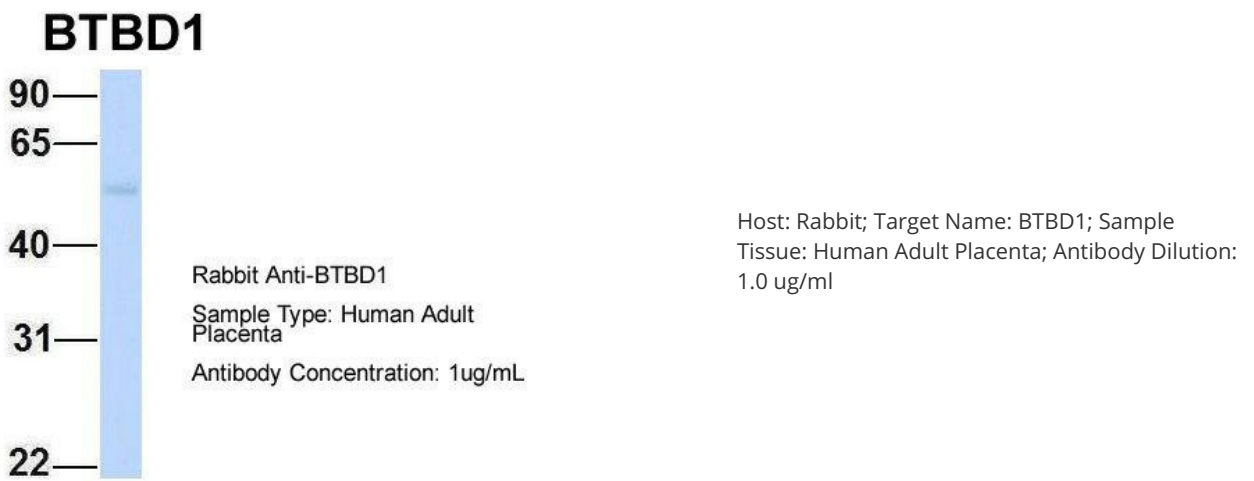 BTBD1
90
65
40
31
22
Rabbit Anti-BTBD1
Sample Type: Human Adult
Placenta
Antibody Concentration: 1ug/mL
Host: Rabbit; Target Name: BTBD1; Sample
Tissue: Human Adult Placenta; Antibody Dilution:
1.0 ug/ml